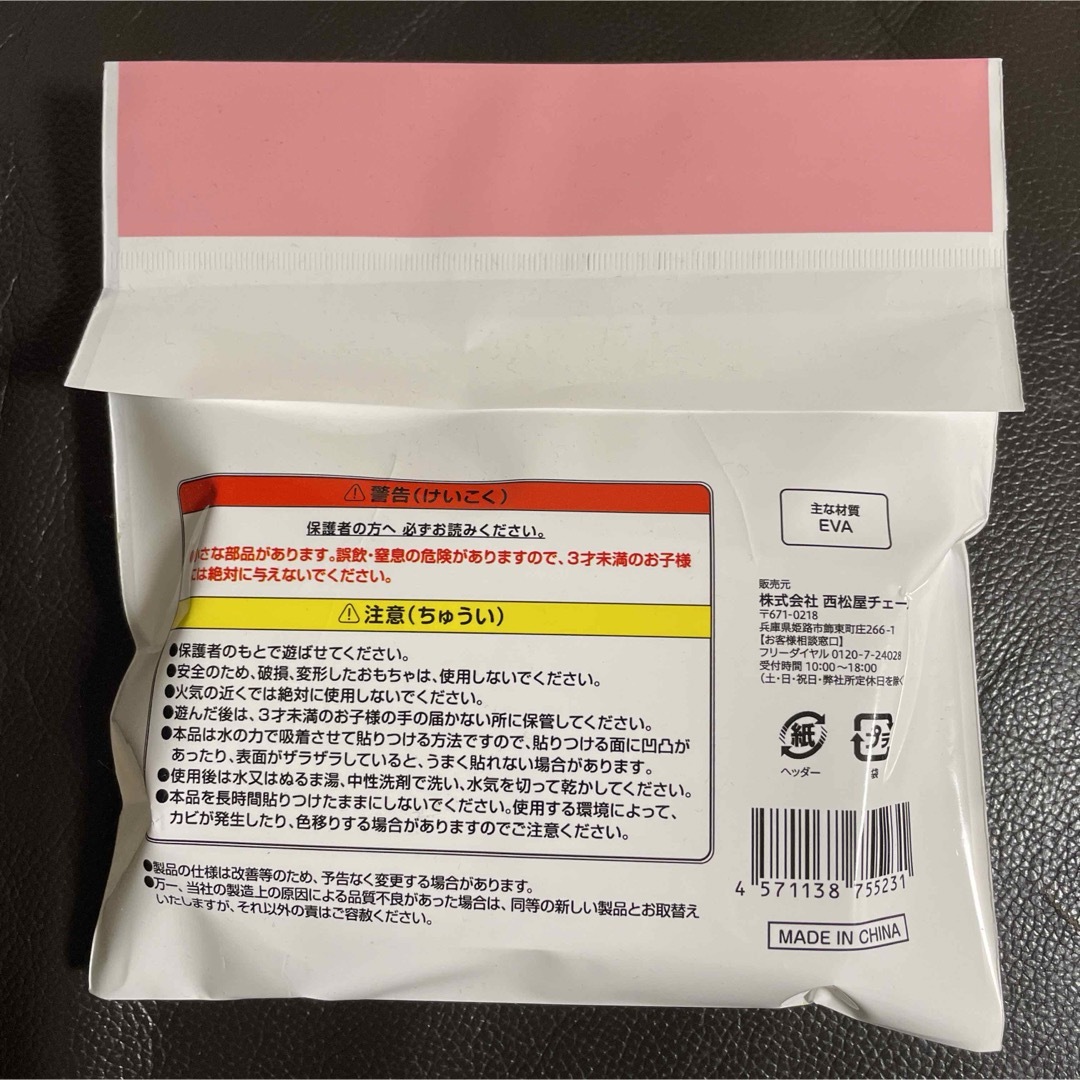 警告(けいこく)
保護者の方へ 必ずお読みください。
小さな部品があります。誤飲・窒息の危険がありますので、3才未満のお子様
には絶対に与えないでください。
注意(ちゅうい)
●保護者のもとで遊ばせてください。
●安全のため、破損、変形したおもちゃは、使用しないでください。
●火気の近くでは絶対に使用しないでください。
●遊んだ後は、3才未満のお子様の手の届かない所に保管してください。
●本品は水の力で吸着させて貼りつける方法ですので、貼りつける面に凹凸が
あったり、表面がザラザラしていると、うまく貼れない場合があります。
●使用後は水又はぬるま湯、中性洗剤で洗い、水気を切って乾かしてください。
●本品を長時間貼りつけたままにしないでください。使用する環境によって、
カビが発生したり、色移りする場合がありますのでご注意ください。
●製品の仕様は改善等のため、予告なく変更する場合があります。
●万一、当社の製造上の原因による品質不良があった場合は、同等の新しい製品とお取替え
いたしますが、それ以外の責はご容赦ください。
主な材質
EVA
販売元
株式会社 西松屋チェー
〒671-0218
兵庫県姫路市飾東町庄266-1
【お客様相談窓口】
フリーダイヤル 0120-7-24028
受付時間 10:00〜18:00
(土・日・祝日・弊社所定休日を除く
紙
プラ
ヘッダー
袋
4 571138 755231
MADE IN CHINA